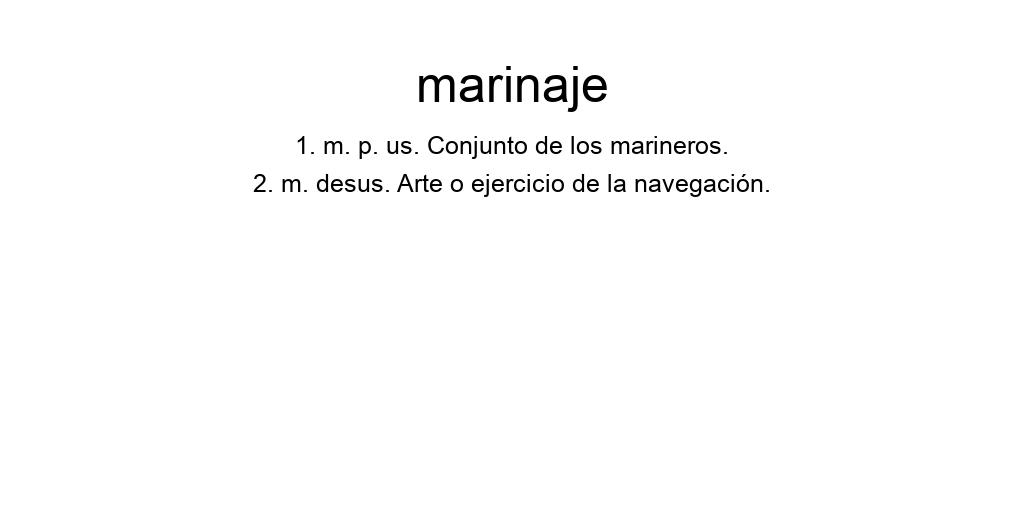 marinaje
1. m. p. us. Conjunto de los marineros.
2. m. desus. Arte o ejercicio de la navegación.